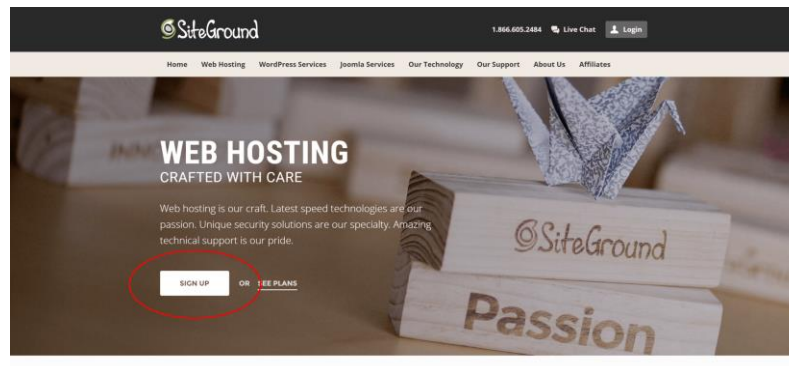 SiteGround
1.866.605.2484 Live Chat Login
Home Web Hosting WordPress Services Joomla Services Our Technology Our Support About Us Affiliates
WEB HOSTING
CRAFTED WITH CARE
Web hosting is our craft. Latest speed technologies are our
passion. Unique security solutions are our specialty. Amazing
technical support is our pride.
SIGN UP OR SEE PLANS
SiteGround
Passion